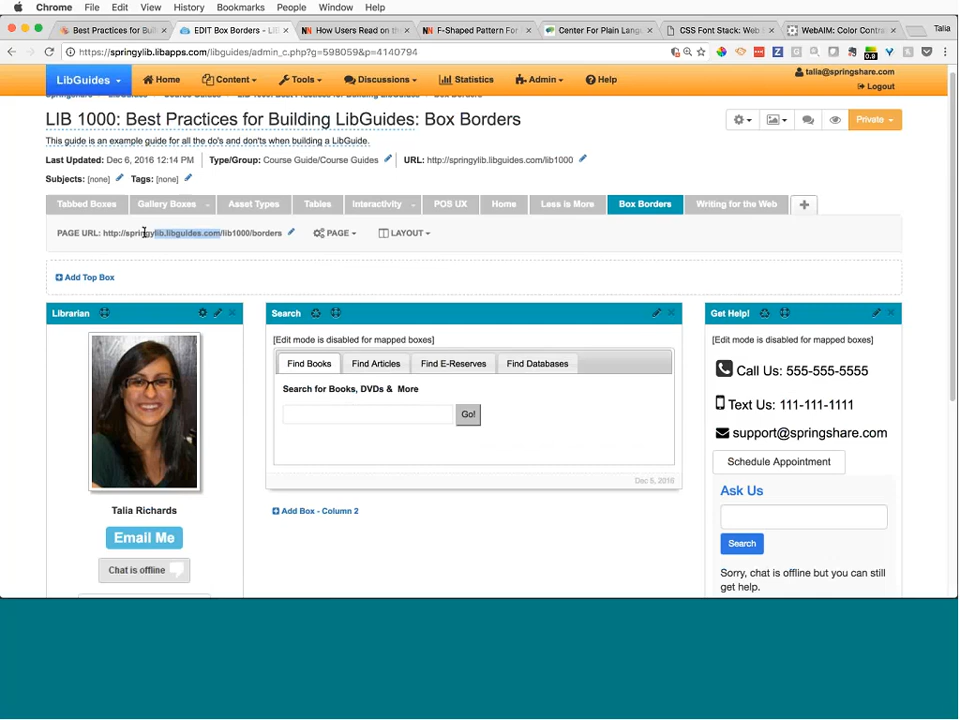 Chrome File Edit View History Bookmarks People Window Help
Best Practices for Buil
EDIT Box Borders - Lib
How Users Read on th
F-Shaped Pattern For
Center For Plain Lang
CSS Font Stack: Web
WebAIM: Color Contra
Talia
https://springylib.libapps.com/libguides/admin_c.php?g=598059&p=4140794
0.8
LibGuides
Home Content Tools Discussions Statistics Admin Help
talia@springshare.com
Logout
LIB 1000: Best Practices for Building LibGuides: Box Borders
Private
This guide is an example guide for all the do's and don'ts when building a LibGuide.
Last Updated: Dec 6, 2016 12:14 PM Type/Group: Course Guide/Course Guides URL: http://springylib.libguides.com/lib1000
Subjects: [none] Tags: [none]
Tabbed Boxes Gallery Boxes Asset Types Tables Interactivity POS UX Home Less is More Box Borders Writing for the Web
PAGE URL: http://springylib.libguides.com/lib1000/borders PAGE LAYOUT
Add Top Box
Librarian
Talia Richards
Email Me
Chat is offline
Search
[Edit mode is disabled for mapped boxes]
Find Books Find Articles Find E-Reserves Find Databases
Search for Books, DVDs & More
Go!
Dec 5, 2016
Add Box - Column 2
Get Help!
[Edit mode is disabled for mapped boxes]
Call Us: 555-555-5555
Text Us: 111-111-1111
support@springshare.com
Schedule Appointment
Ask Us
Search
Sorry, chat is offline but you can still
get help.